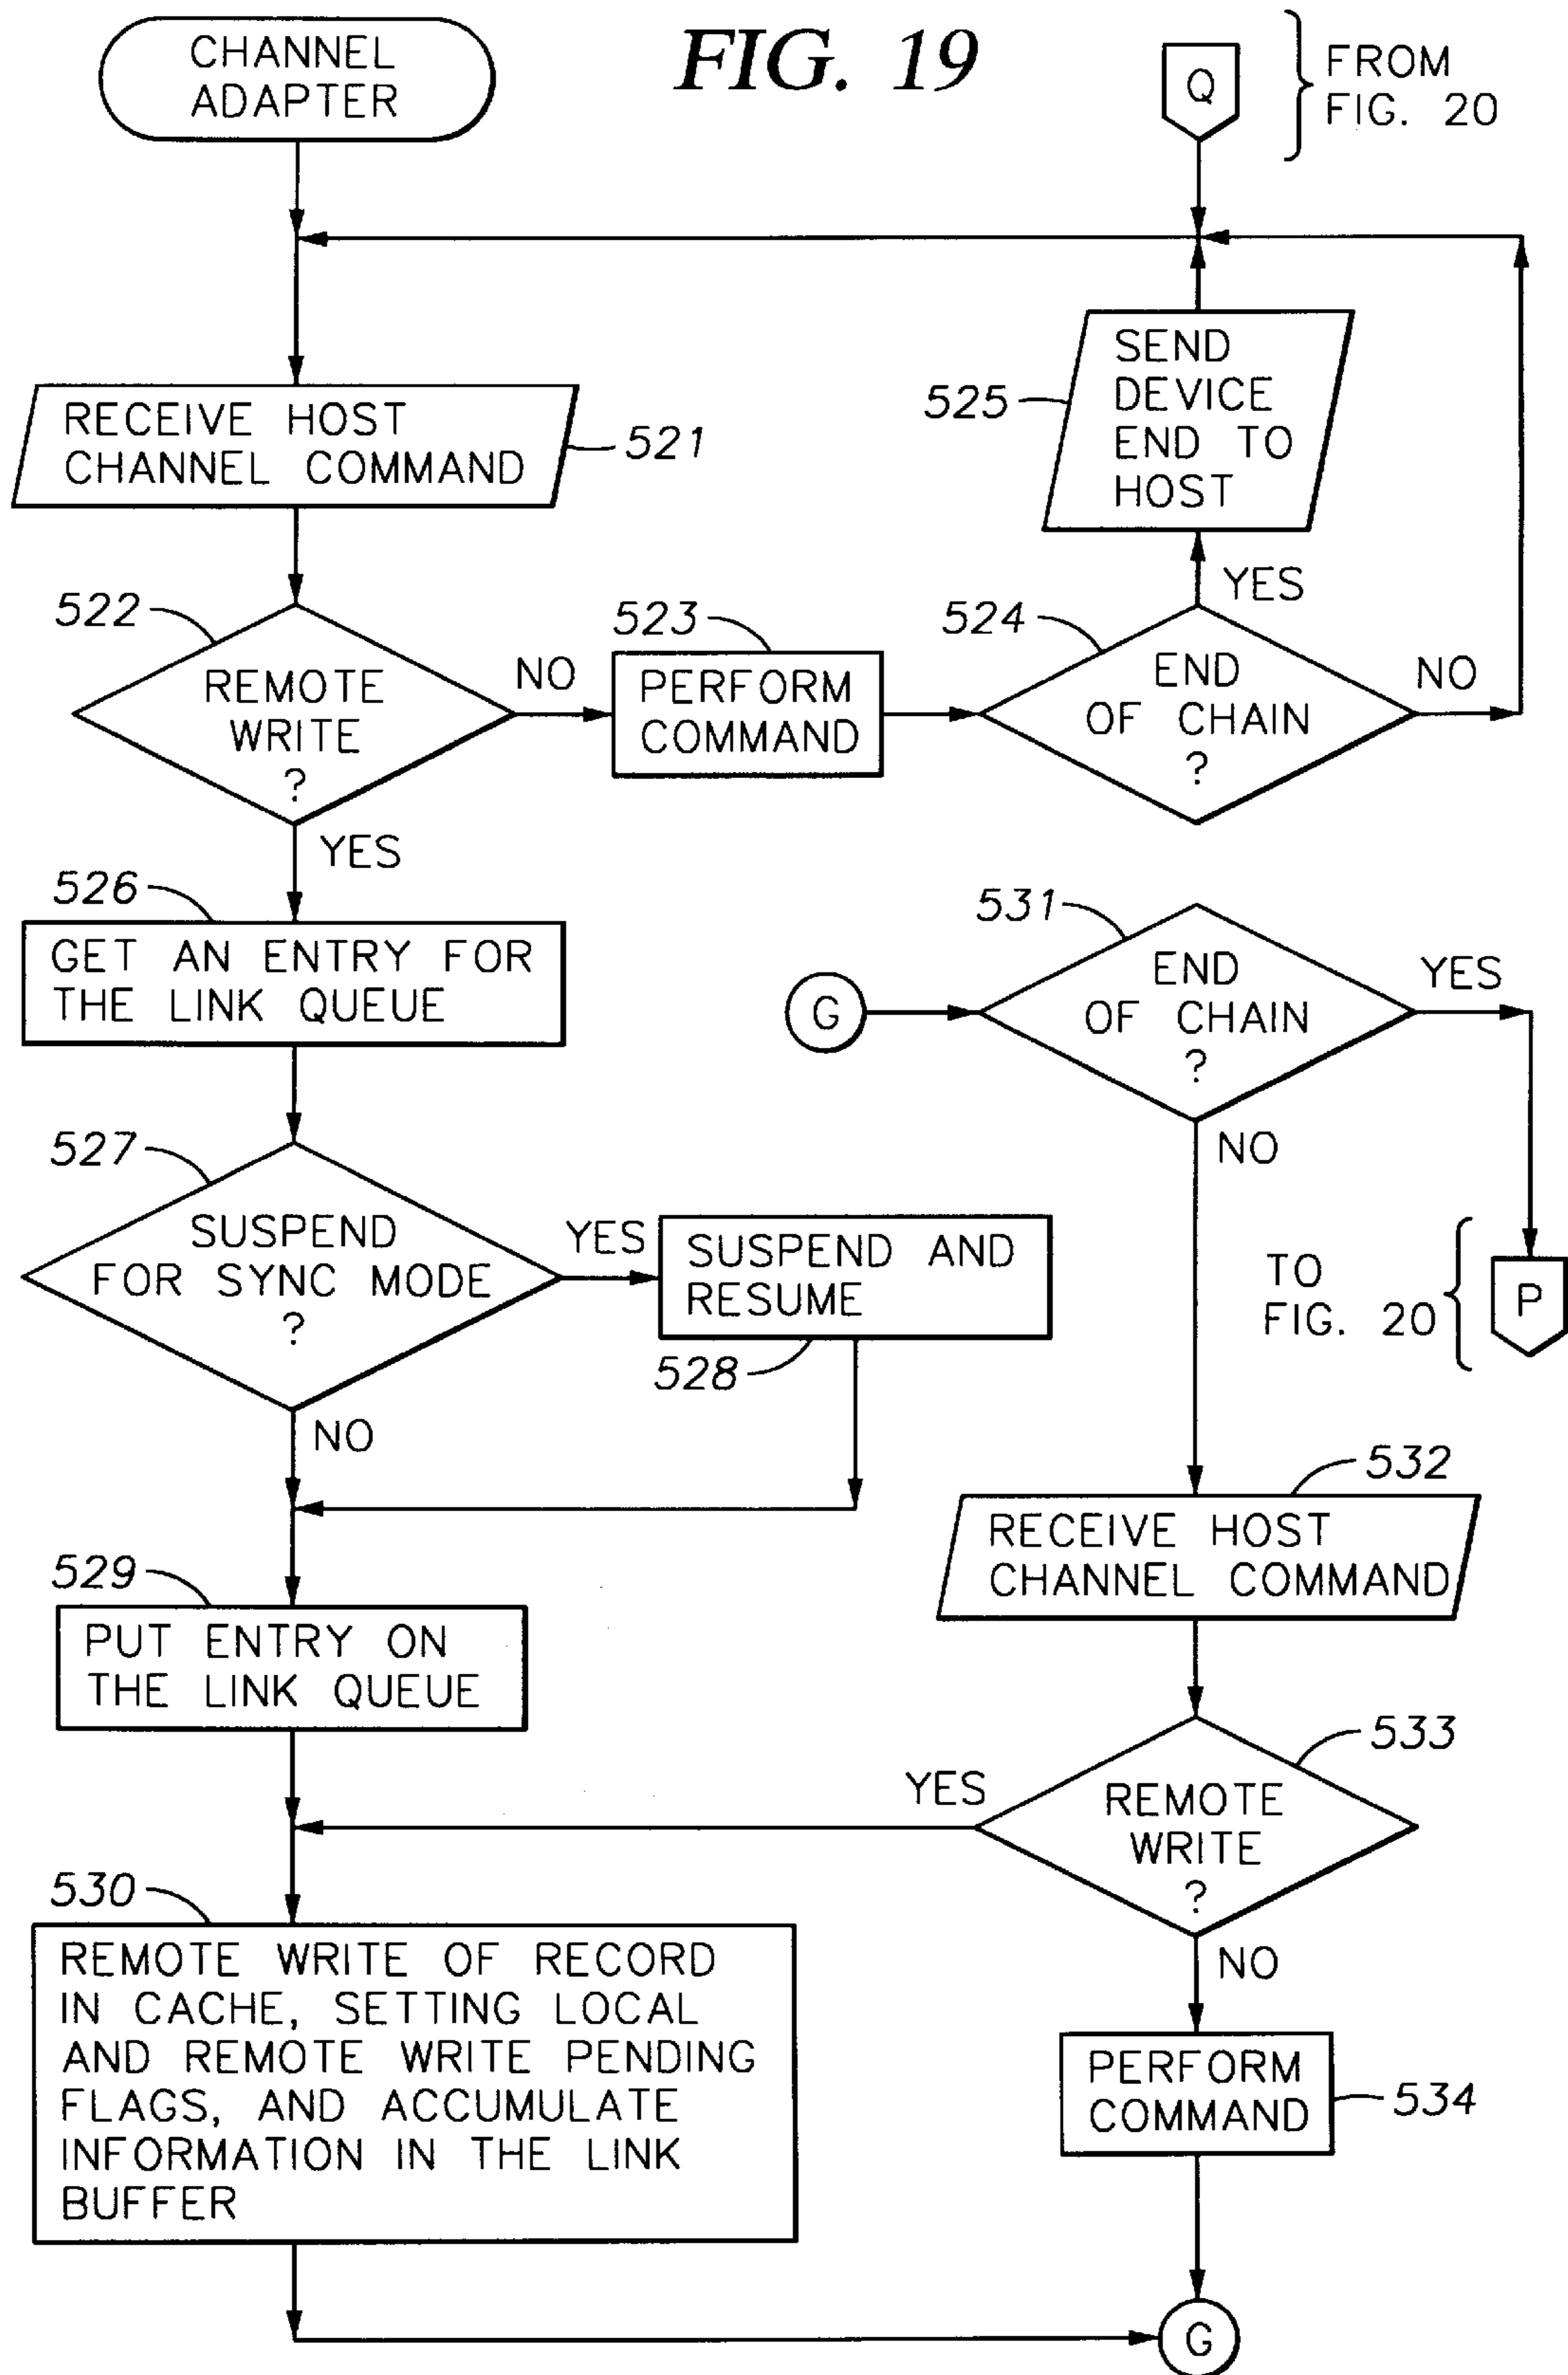 FIG. 19
CHANNEL
ADAPTER
Q
FROM
FIG. 20
RECEIVE HOST
CHANNEL COMMAND
521
SEND
DEVICE
END TO
HOST
525
YES
522
REMOTE
WRITE
?
NO
YES
523
PERFORM
COMMAND
524
END
OF CHAIN
?
NO
526
GET AN ENTRY FOR
THE LINK QUEUE
G
531
END
OF CHAIN
?
YES
NO
527
SUSPEND
FOR SYNC MODE
?
YES
NO
SUSPEND AND
RESUME
528
TO
FIG. 20
P
529
PUT ENTRY ON
THE LINK QUEUE
532
RECEIVE HOST
CHANNEL COMMAND
533
REMOTE
WRITE
?
YES
NO
530
REMOTE WRITE OF RECORD
IN CACHE, SETTING LOCAL
AND REMOTE WRITE PENDING
FLAGS, AND ACCUMULATE
INFORMATION IN THE LINK
BUFFER
PERFORM
COMMAND
534
G